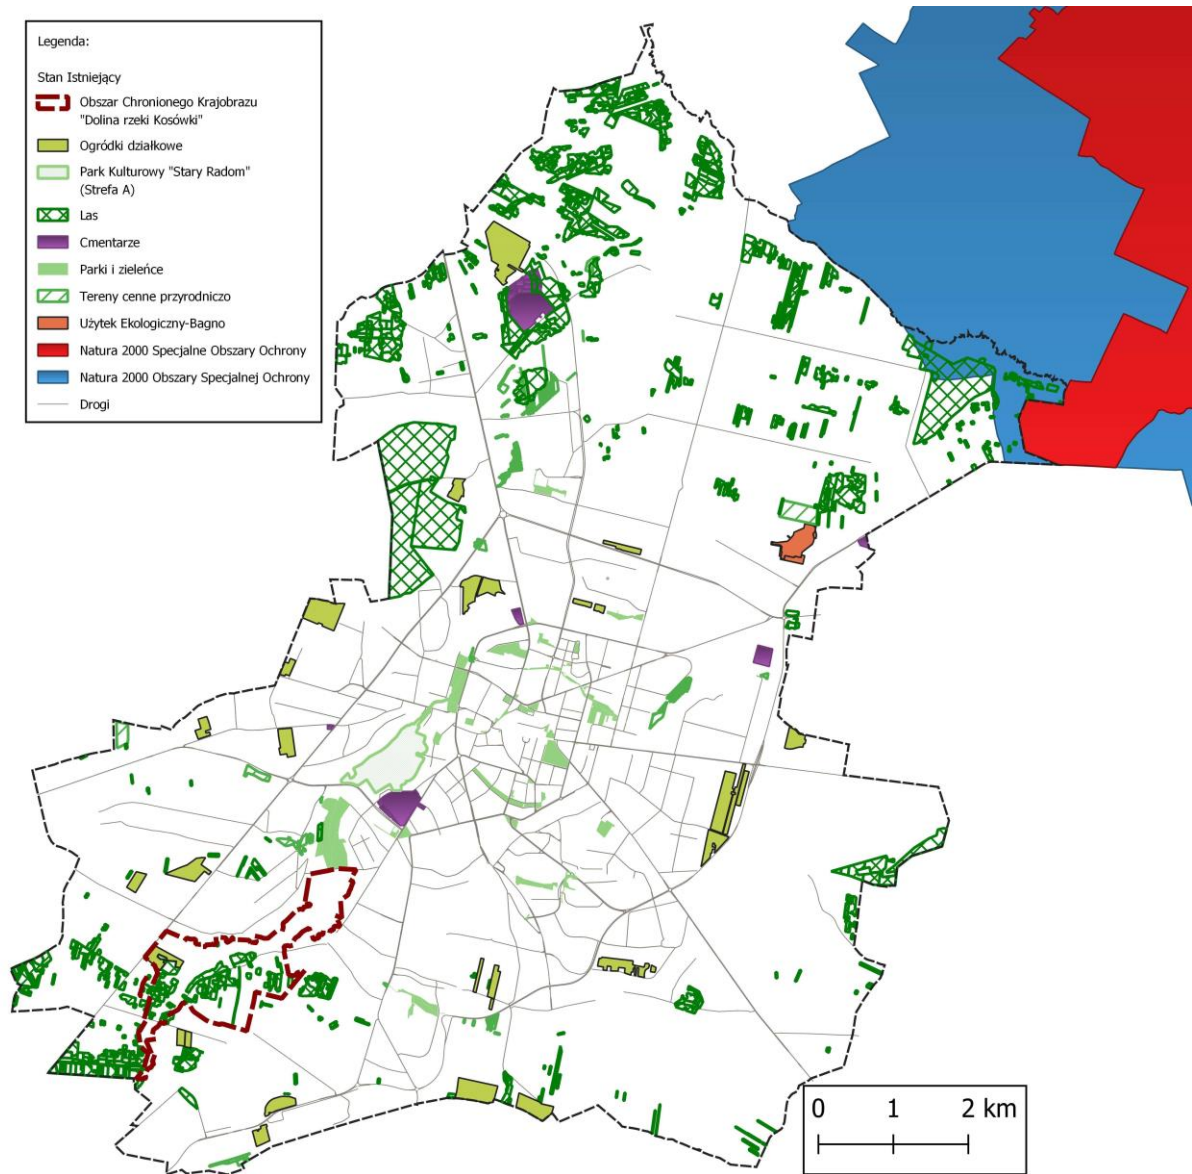 Legenda:
Stan Istniejący
Obszar Chronionego Krajobrazu
"Dolina rzeki Kosówki"
Ogródki działkowe
Park Kulturowy "Stary Radom"
(Strefa A)
Las
Cmentarze
Parki i zieleńce
Tereny cenne przyrodniczo
Użytek Ekologiczny-Bagno
Natura 2000 Specjalne Obszary Ochrony
Natura 2000 Obszary Specjalnej Ochrony
Drogi
0 1 2 km